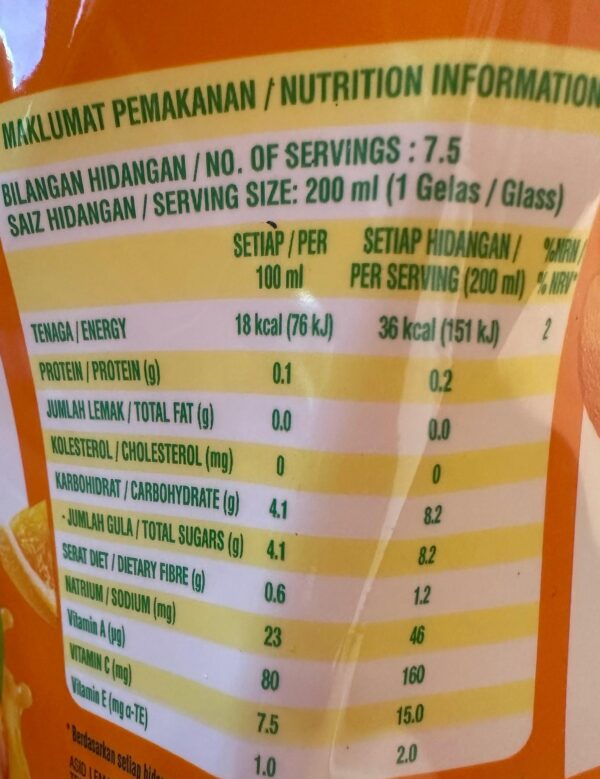 MAKLUMAT PEMAKANAN / NUTRITION INFORMATION
BILANGAN HIDANGAN / NO. OF SERVINGS : 7.5
SAIZ HIDANGAN / SERVING SIZE: 200 ml (1 Gelas / Glass)
SETIAP / PER 100 ml SETIAP HIDANGAN / PER SERVING (200 ml) %NRN / % NRV*
TENAGA / ENERGY 18 kcal (76 kJ) 36 kcal (151 kJ) 2
PROTEIN / PROTEIN (g) 0.1 0.2
JUMLAH LEMAK / TOTAL FAT (g) 0.0 0.0
KOLESTEROL / CHOLESTEROL (mg) 0 0
KARBOHIDRAT / CARBOHYDRATE (g) 4.1 8.2
- JUMLAH GULA / TOTAL SUGARS (g) 4.1 8.2
SERAT DIET / DIETARY FIBRE (g) 0.6 1.2
NATRIUM / SODIUM (mg) 23 46
Vitamin A (µg) 80 160
VITAMIN C (mg) 7.5 15.0
Vitamin E (mg α-TE) 1.0 2.0
* Berdasarkan setiap